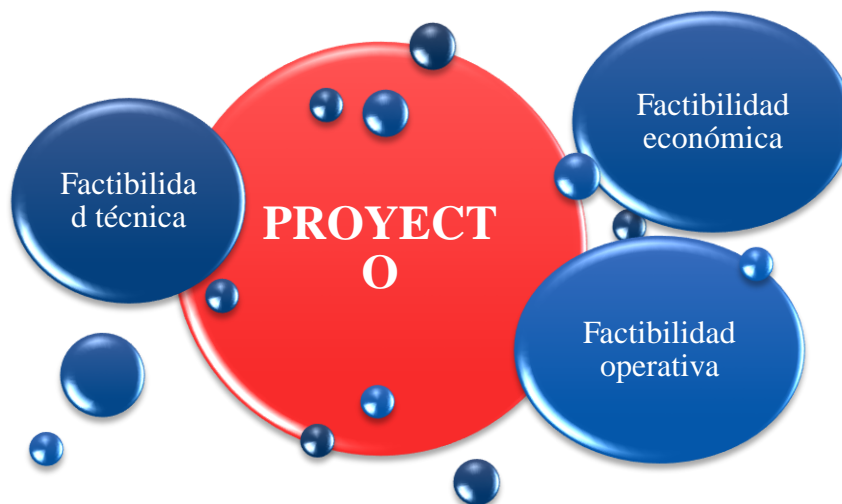 Factibilidad
económica
Factibilida
d técnica
PROYECT
O
Factibilidad
operativa